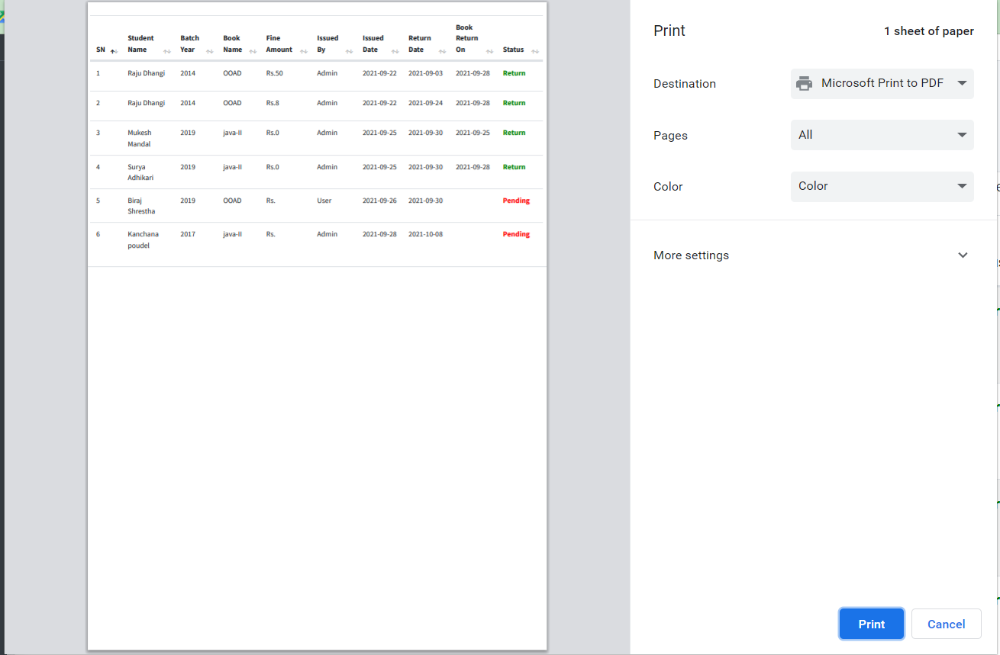 SN Student Name Batch Year Book Name Fine Amount Issued By Issued Date Return Date Book Return On Status
1 Raju Dhangi 2014 OOAD Rs.50 Admin 2021-09-22 2021-09-03 2021-09-28 Return
2 Raju Dhangi 2014 OOAD Rs.8 Admin 2021-09-22 2021-09-24 2021-09-28 Return
3 Mukesh Mandal 2019 java-II Rs.0 Admin 2021-09-25 2021-09-30 2021-09-25 Return
4 Surya Adhikari 2019 java-II Rs.0 Admin 2021-09-25 2021-09-30 2021-09-28 Return
5 Biraj Shrestha 2019 OOAD Rs. User 2021-09-26 2021-09-30 Pending
6 Kanchana poudel 2017 java-II Rs. Admin 2021-09-28 2021-10-08 Pending
Print 1 sheet of paper
Destination Microsoft Print to PDF
Pages All
Color Color
More settings
Print Cancel